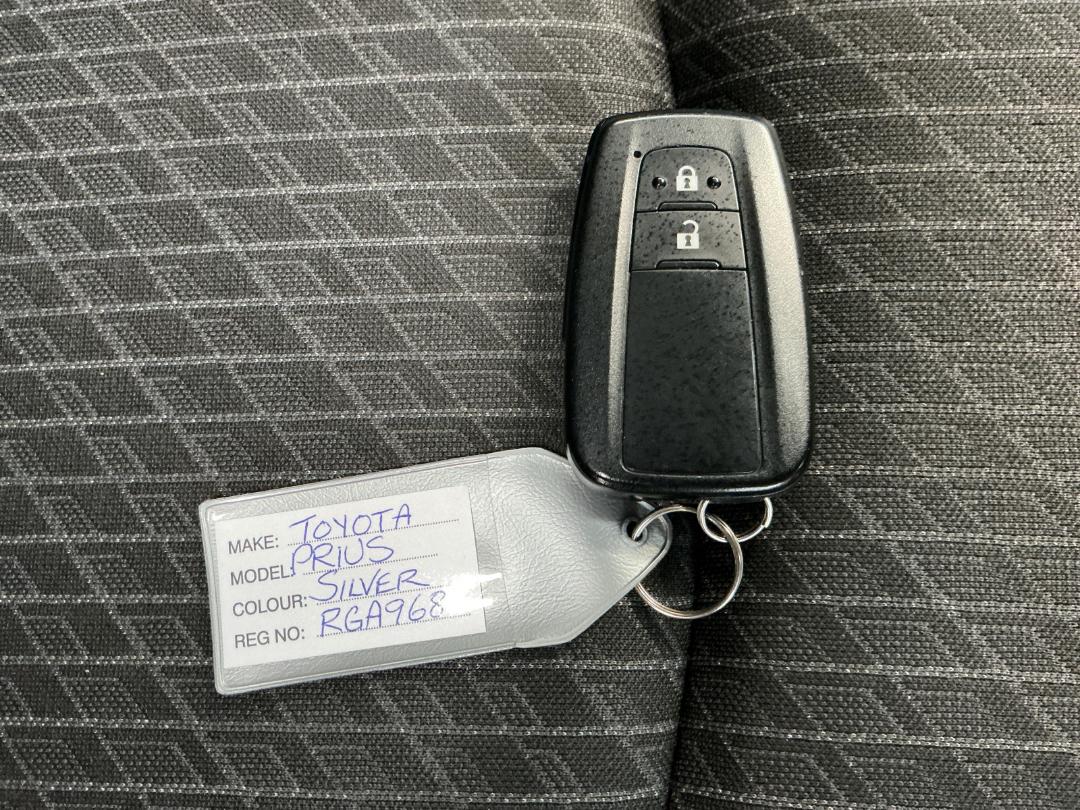 MAKE: TOYOTA
MODEL: PRIUS
COLOUR: SILVER
REG NO: RGA968